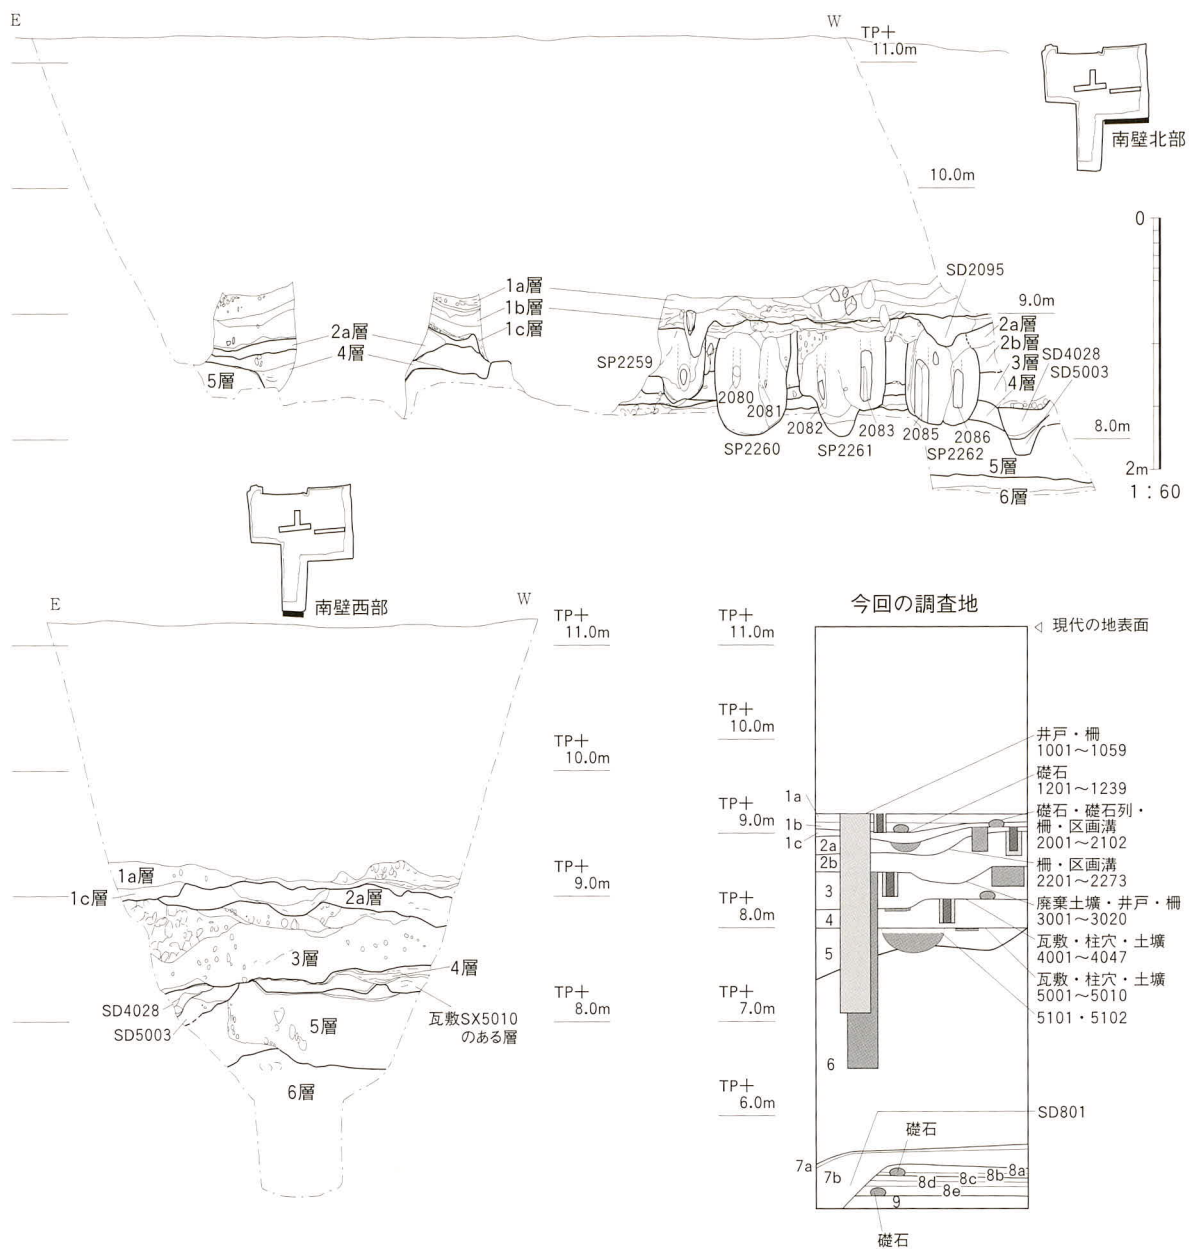 E
W
TP+
11.0m
南壁北部
10.0m
0
SD2095
1a層
1b層
9.0m
1c層
2a層
2a層
2b層
4層
SD4028
SP2259
3層
SD5003
5層
4層
2080
2081
2082
2083
2085
2086
8.0m
SP2260
SP2261
SP2262
5層
2m
6層
1:60
南壁西部
E
W
TP+
11.0m
TP+
10.0m
1a層
TP+
9.0m
1c層
2a層
3層
4層
TP+
8.0m
SD4028
SD5003
5層
瓦敷SX5010
のある層
6層
今回の調査地
TP+
11.0m
現代の地表面
TP+
10.0m
井戸・柵
1001〜1059
礎石
1201〜1239
1a
TP+
9.0m
礎石・礎石列・
柵・区画溝
2001〜2102
1b
1c
2a
2b
柵・区画溝
2201〜2273
3
廃棄土壙・井戸・柵
3001〜3020
TP+
8.0m
4
瓦敷・柱穴・土壙
4001〜4047
5
瓦敷・柱穴・土壙
5001〜5010
TP+
7.0m
5101・5102
6
TP+
6.0m
SD801
礎石
7a
7b
8a
8b
8c
8d
8e
9
礎石